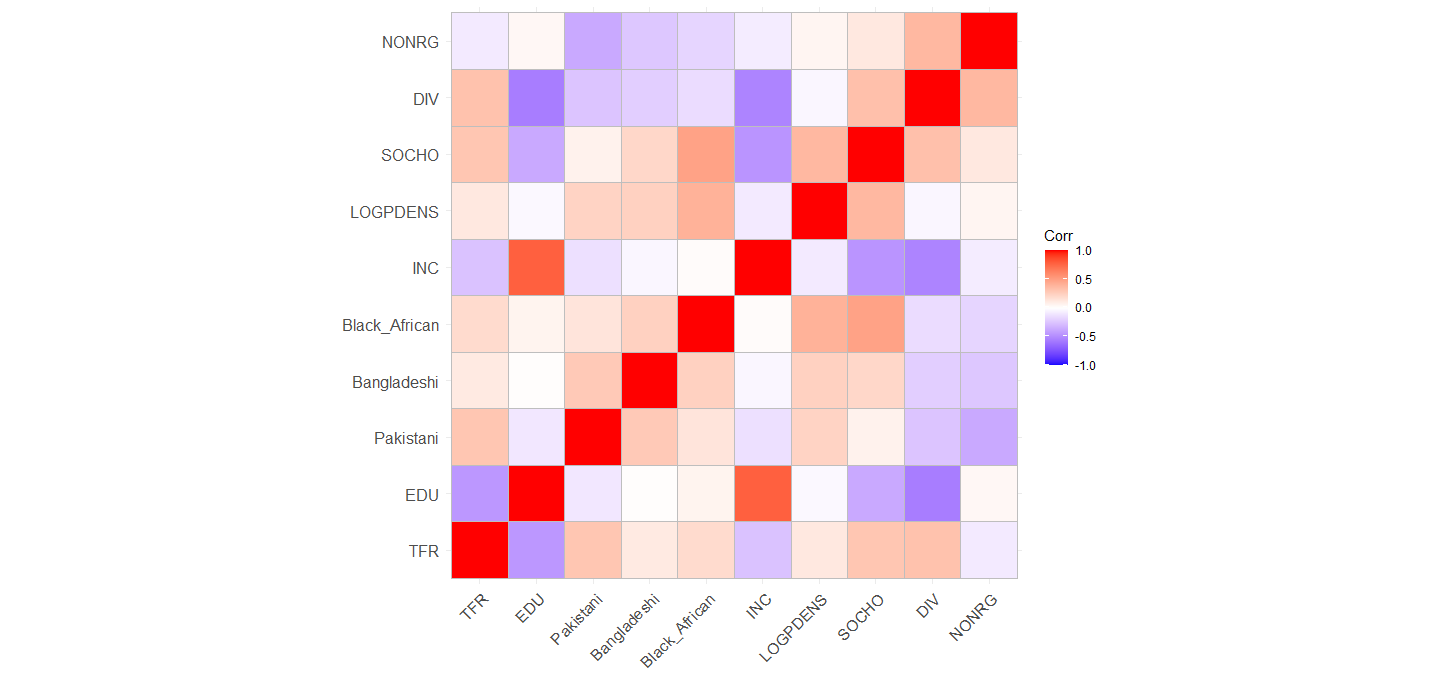 NONRG
DIV
SOCHO
LOGPDENS
INC
Black_African
Bangladeshi
Pakistani
EDU
TFR
TFR
EDU
Pakistani
Bangladeshi
Black_African
INC
LOGPDENS
SOCHO
DIV
NONRG
Corr
1.0
0.5
0.0
-0.5
-1.0